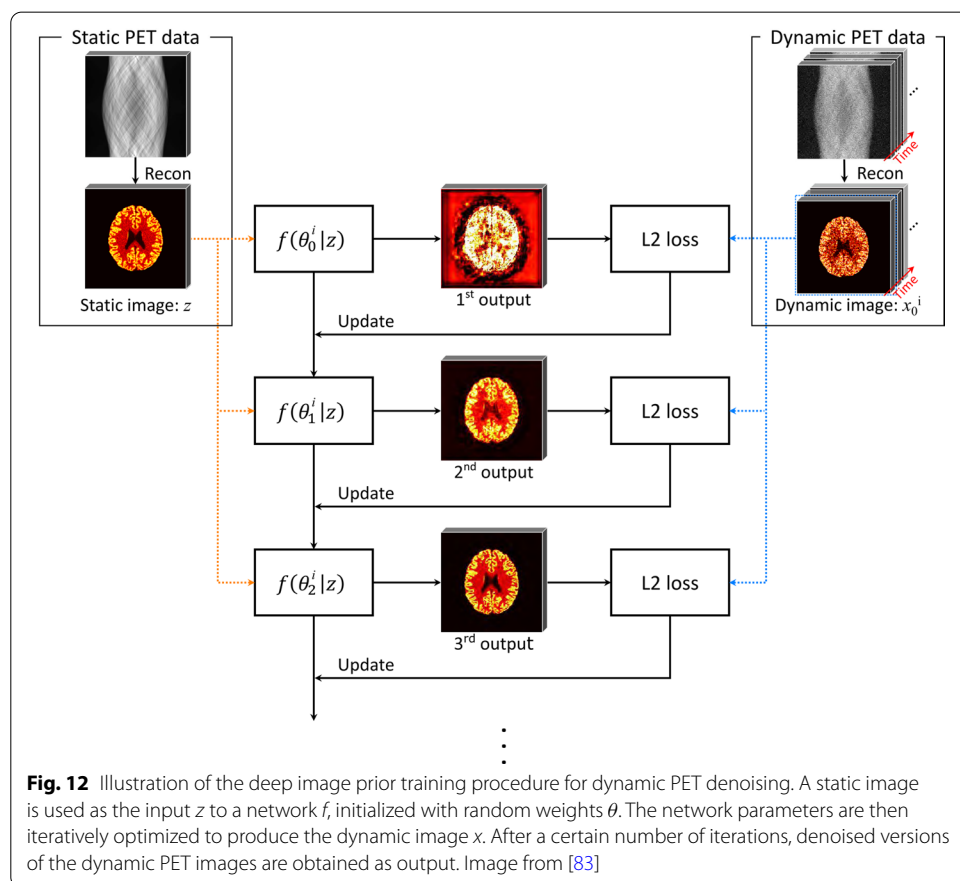 Static PET data
Dynamic PET data
Recon
Time
Recon
Static image: z
f(θ₀ⁱ|z)
1st output
L2 loss
Time
Dynamic image: x₀ⁱ
Update
f(θ₁ⁱ|z)
2nd output
L2 loss
Update
f(θ₂ⁱ|z)
3rd output
L2 loss
Update
Fig. 12 Illustration of the deep image prior training procedure for dynamic PET denoising. A static image
is used as the input z to a network f, initialized with random weights θ. The network parameters are then
iteratively optimized to produce the dynamic image x. After a certain number of iterations, denoised versions
of the dynamic PET images are obtained as output. Image from [83]